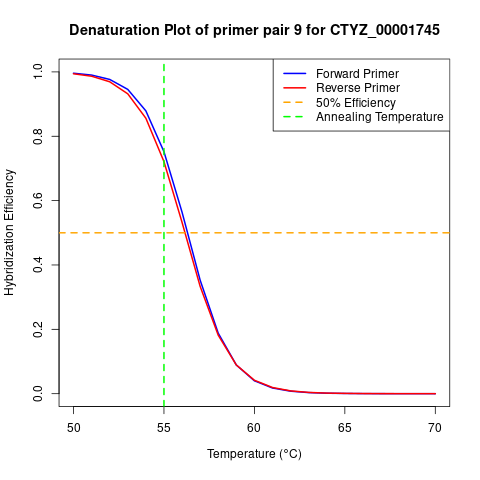 Denaturation Plot of primer pair 9 for CTYZ_00001745
Forward Primer
Reverse Primer
50% Efficiency
Annealing Temperature
Hybridization Efficiency
1.0
0.8
0.6
0.4
0.2
0.0
50 55 60 65 70
Temperature (°C)